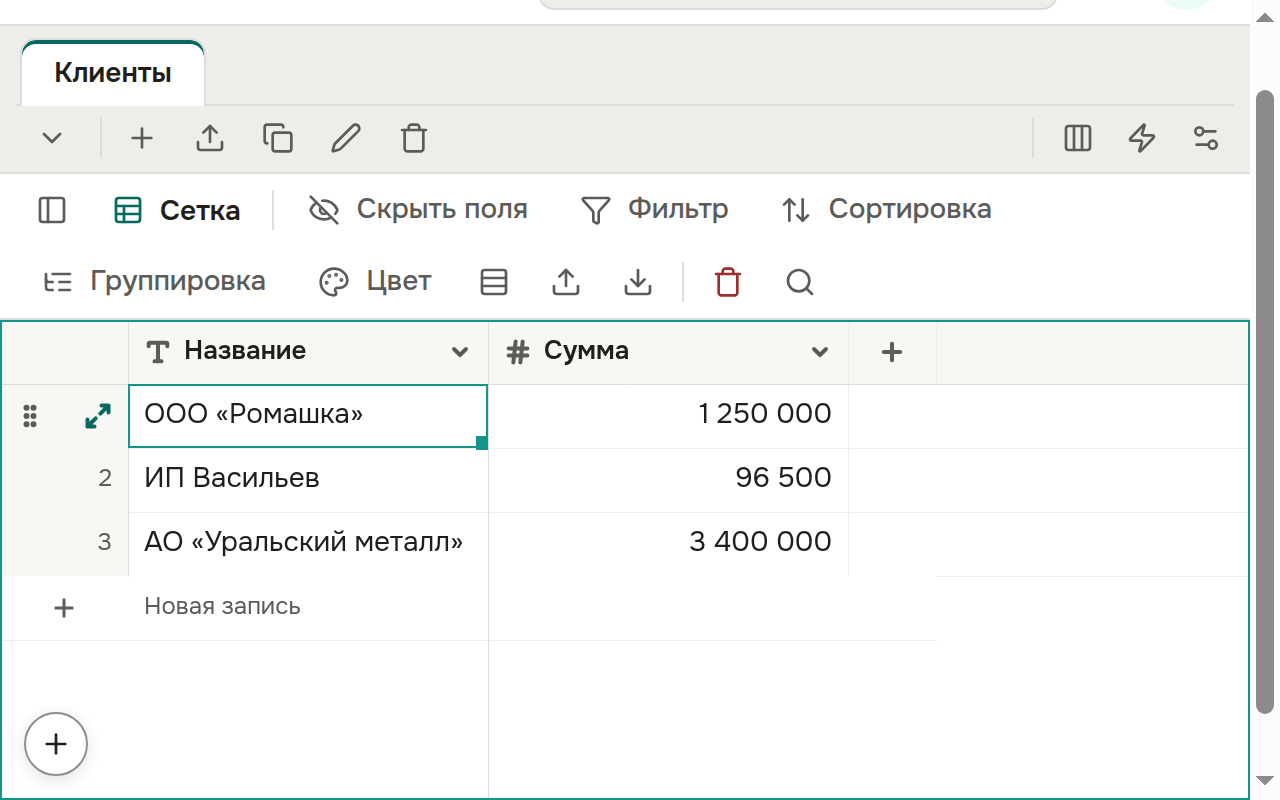 Клиенты
Сетка Скрыть поля Фильтр Сортировка
Группировка Цвет
Название Сумма
ООО «Ромашка» 1 250 000
2 ИП Васильев 96 500
3 АО «Уральский металл» 3 400 000
Новая запись